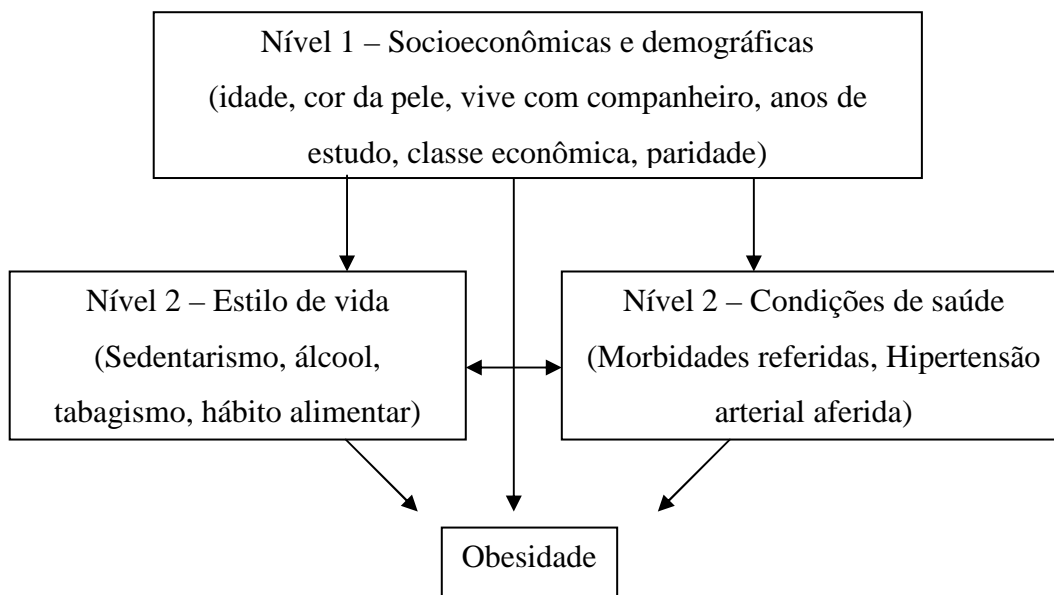 Nível 1 – Socioeconômicas e demográficas
(idade, cor da pele, vive com companheiro, anos de
estudo, classe econômica, paridade)
Nível 2 – Estilo de vida
(Sedentarismo, álcool,
tabagismo, hábito alimentar)
Nível 2 – Condições de saúde
(Morbidades referidas, Hipertensão
arterial aferida)
Obesidade